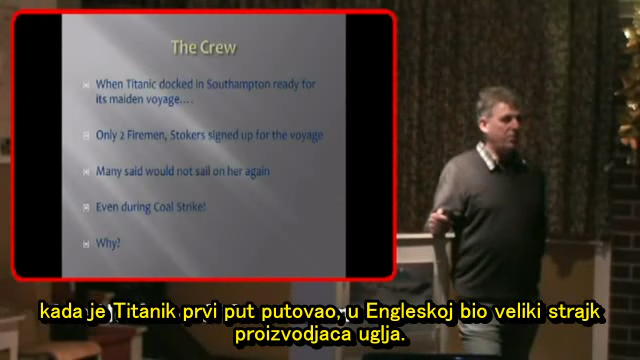 The Crew
When Titanic docked in Southampton ready for
its maiden voyage....
Only 2 Firemen, Stokers signed up for the voyage
Many said would not sail on her again
Even during Coal Strike!
Why?
kada je Titanik prvi put putovao, u Engleskoj bio veliki strajk
proizvodjaca uglja.